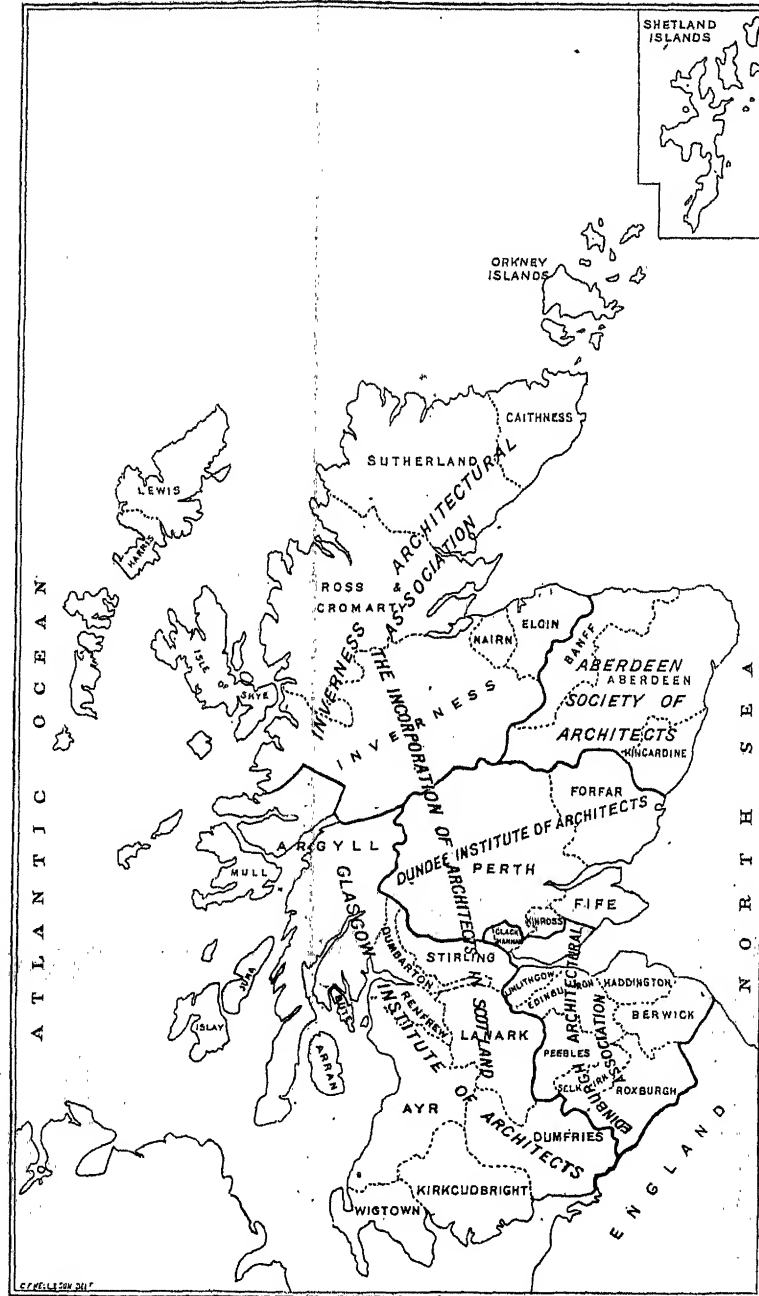 SHETLAND
ISLANDS
ORKNEY
ISLANDS
CAITHNESS
SUTHERLAND
LEWIS
HARRIS
ROSS &
CROMARTY
INVERNESS ARCHITECTURAL
ASSOCIATION
ELGIN
NAIRN
BANFF
ABERDEEN
ABERDEEN
SOCIETY OF
ARCHITECTS
KINCARDINE
ISLE OF
SKYE
INVERNESS
THE INCORPORATION OF ARCHITECTS IN SCOTLAND
FORFAR
DUNDEE INSTITUTE OF ARCHITECTS
PERTH
ARGYLL
MULL
FIFE
KINROSS
CLACK
MANNAN
STIRLING
DUMBARTON
GLASGOW INSTITUTE OF ARCHITECTS
JURA
ISLAY
BUTE
ARRAN
RENFREW
LANARK
LINLITHGOW
EDINBURGH
HADDINGTON
BERWICK
PEEBLES
SELKIRK
ROXBURGH
EDINBURGH ARCHITECTURAL
ASSOCIATION
AYR
DUMFRIES
KIRKCUDBRIGHT
WIGTOWN
ATLANTIC OCEAN
NORTH SEA
ENGLAND